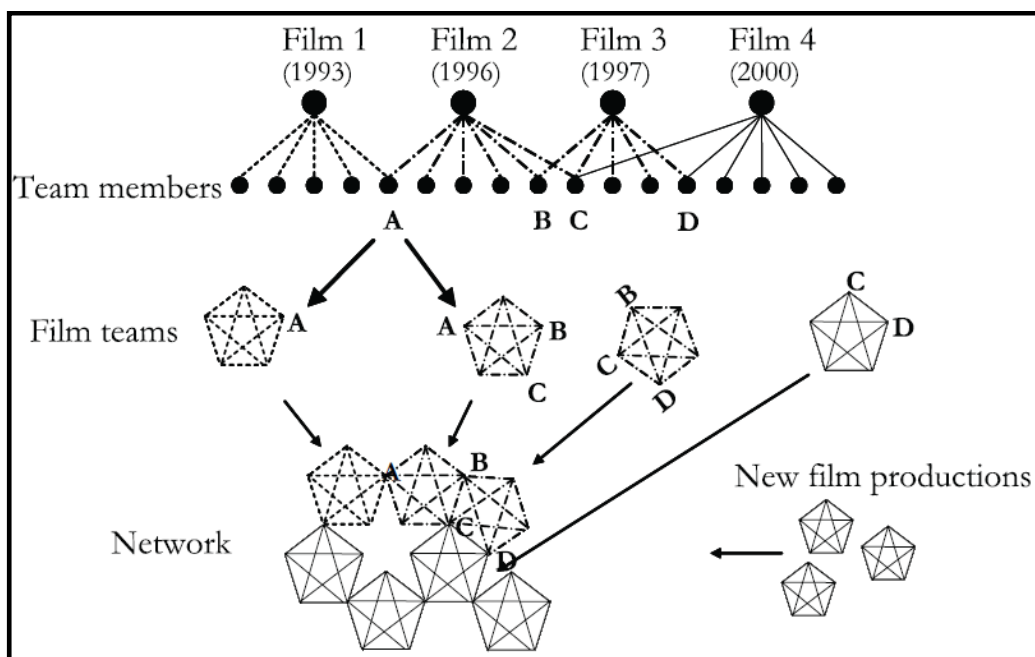 Film 1 Film 2 Film 3 Film 4
(1993) (1996) (1997) (2000)
Team members
A B C D
Film teams
A
A B
C
B
C
D
C
D
New film productions
Network
A
B
C
D